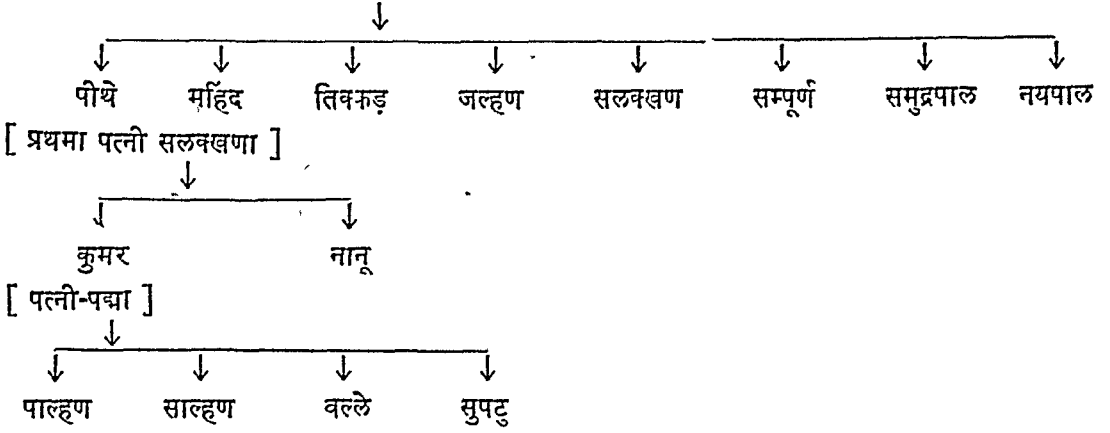 पीथे महिंद तिक्कड़ जल्हण सलक्खण सम्पूर्ण समुद्रपाल नयपाल
[ प्रथमा पत्नी सलक्खणा ]
कुमर नानू
[ पत्नी-पद्मा ]
पाल्हण साल्हण वल्ले सुपटु